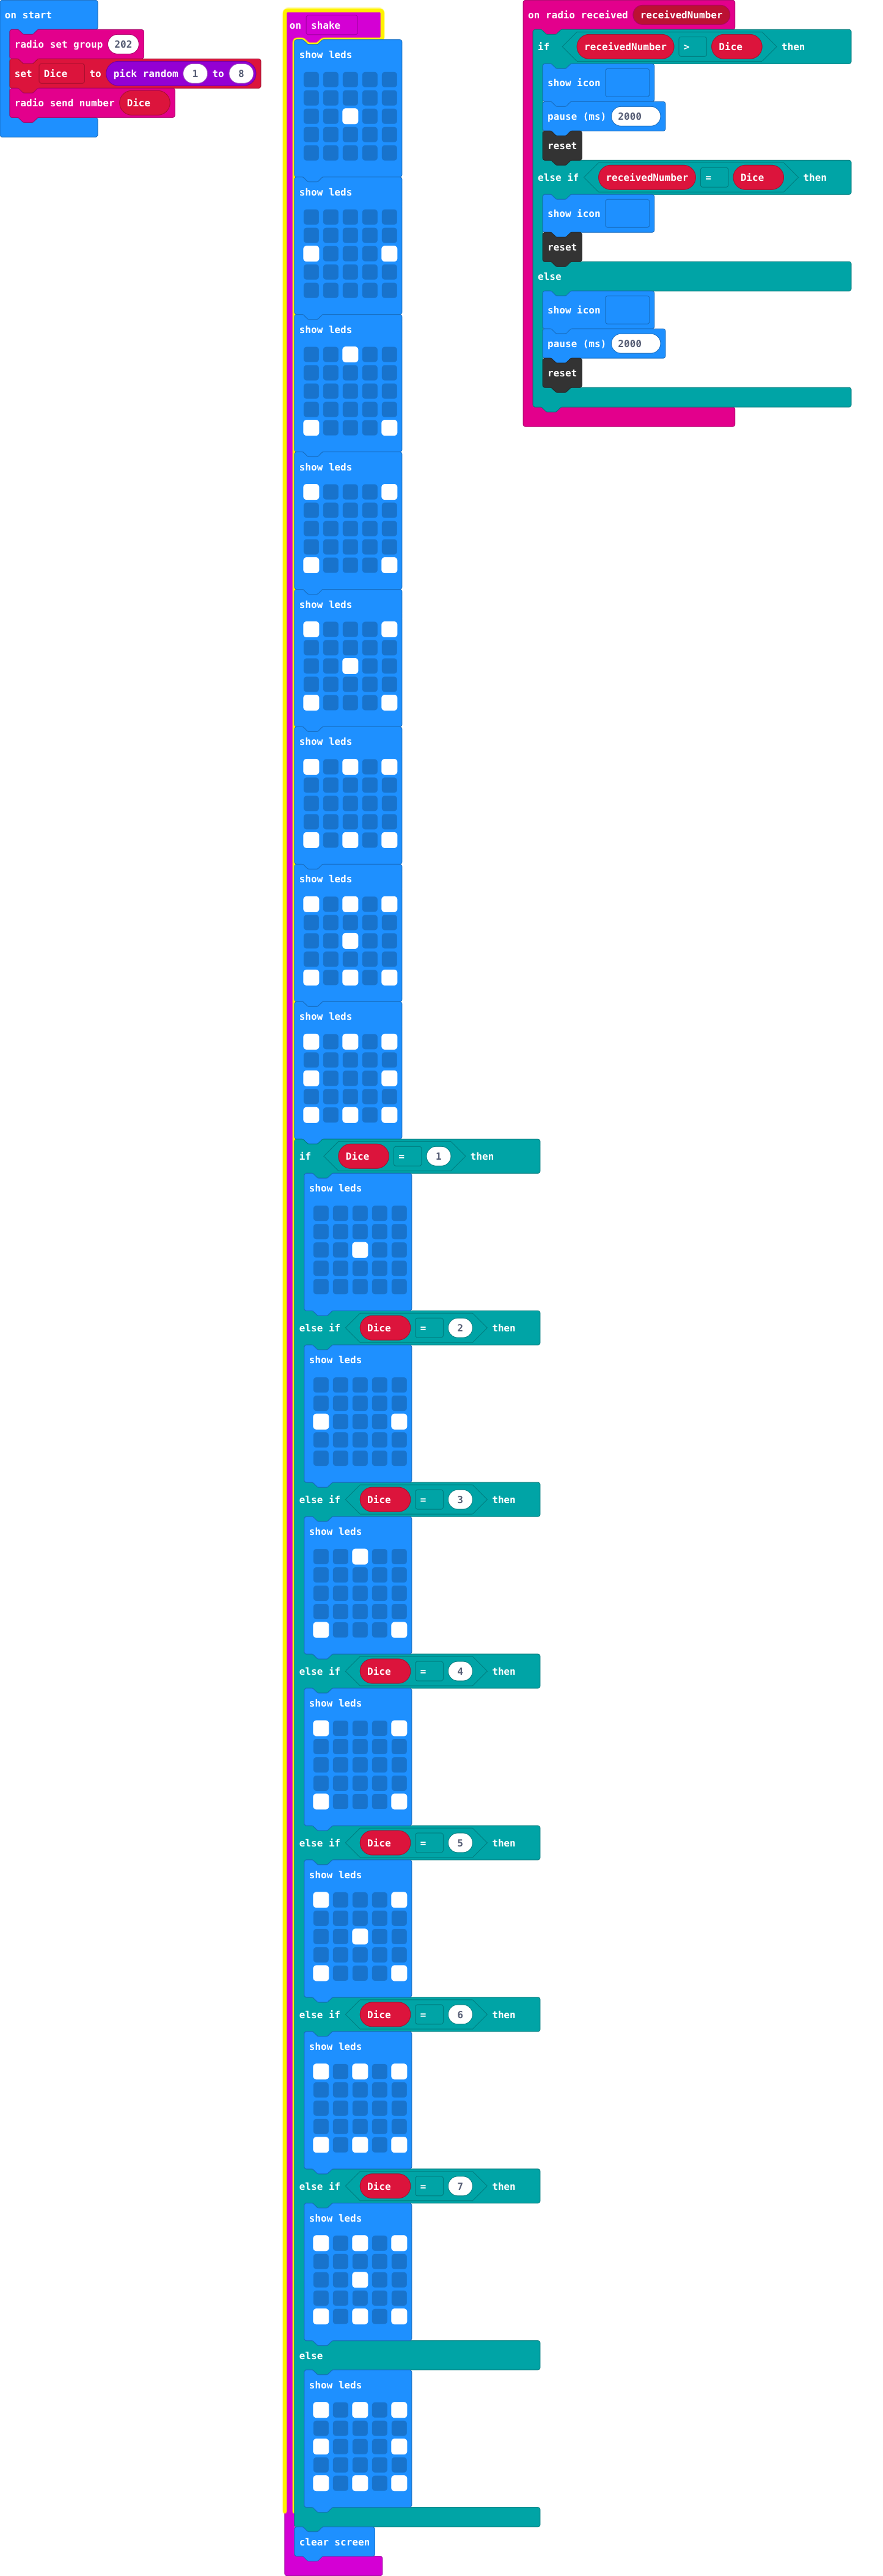 on start
radio set group 202
set Dice to pick random 1 to 8
radio send number Dice
on shake
show leds
show leds
show leds
show leds
show leds
show leds
show leds
show leds
if Dice = 1 then
show leds
else if Dice = 2 then
show leds
else if Dice = 3 then
show leds
else if Dice = 4 then
show leds
else if Dice = 5 then
show leds
else if Dice = 6 then
show leds
else if Dice = 7 then
show leds
else
show leds
clear screen
on radio received receivedNumber
if receivedNumber > Dice then
show icon
pause (ms) 2000
reset
else if receivedNumber = Dice then
show icon
reset
else
show icon
pause (ms) 2000
reset